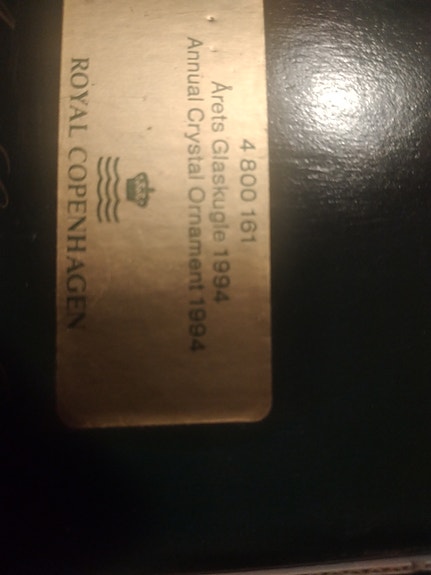 4 800 161
Årets Glaskugle 1994
Annual Crystal Ornament 1994
ROYAL COPENHAGEN